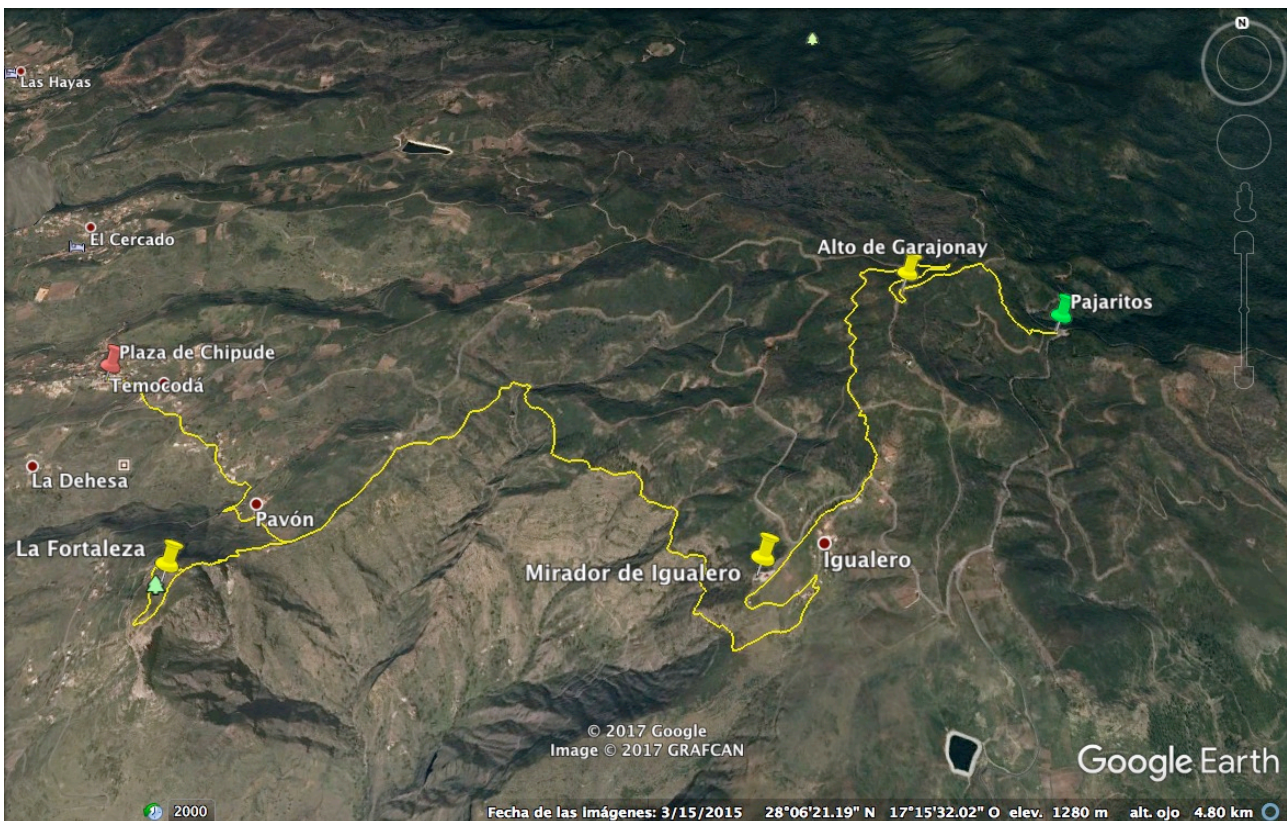 N
Las Hayas
El Cercado
Alto de Garajonay
Pajaritos
Plaza de Chipude
Temocodá
La Dehesa
Pavón
La Fortaleza
Mirador de Igualero
Igualero
© 2017 Google
Image © 2017 GRAFCAN
Google Earth
2000
Fecha de las imágenes: 3/15/2015 28°06'21.19" N 17°15'32.02" O elev. 1280 m alt. ojo 4.80 km